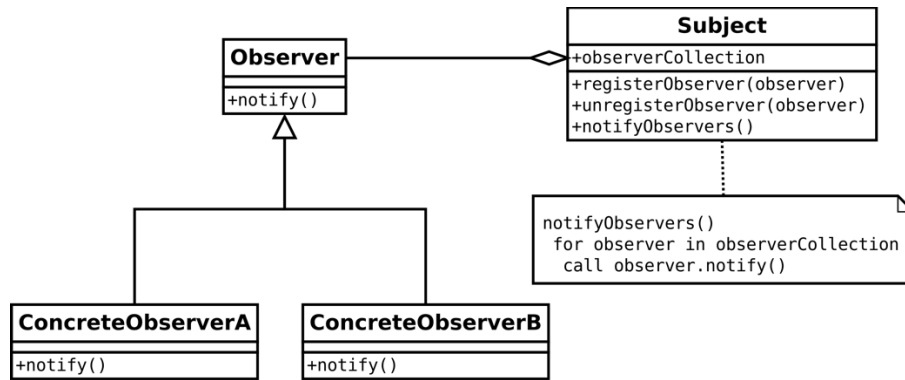 Observer
+notify()
Subject
+observerCollection
+registerObserver(observer)
+unregisterObserver(observer)
+notifyObservers()
notifyObservers()
for observer in observerCollection
call observer.notify()
ConcreteObserverA
+notify()
ConcreteObserverB
+notify()